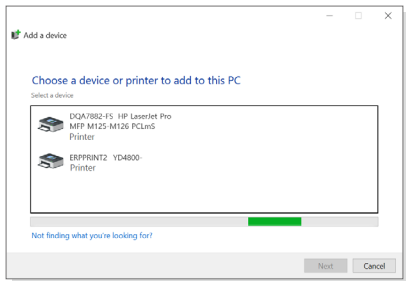 Add a device
Choose a device or printer to add to this PC
Select a device
DQA7882-FS HP LaserJet Pro
MFP M125-M126 PCLmS
Printer
ERPPRINT2 YD4800-
Printer
Not finding what you're looking for?
Next
Cancel